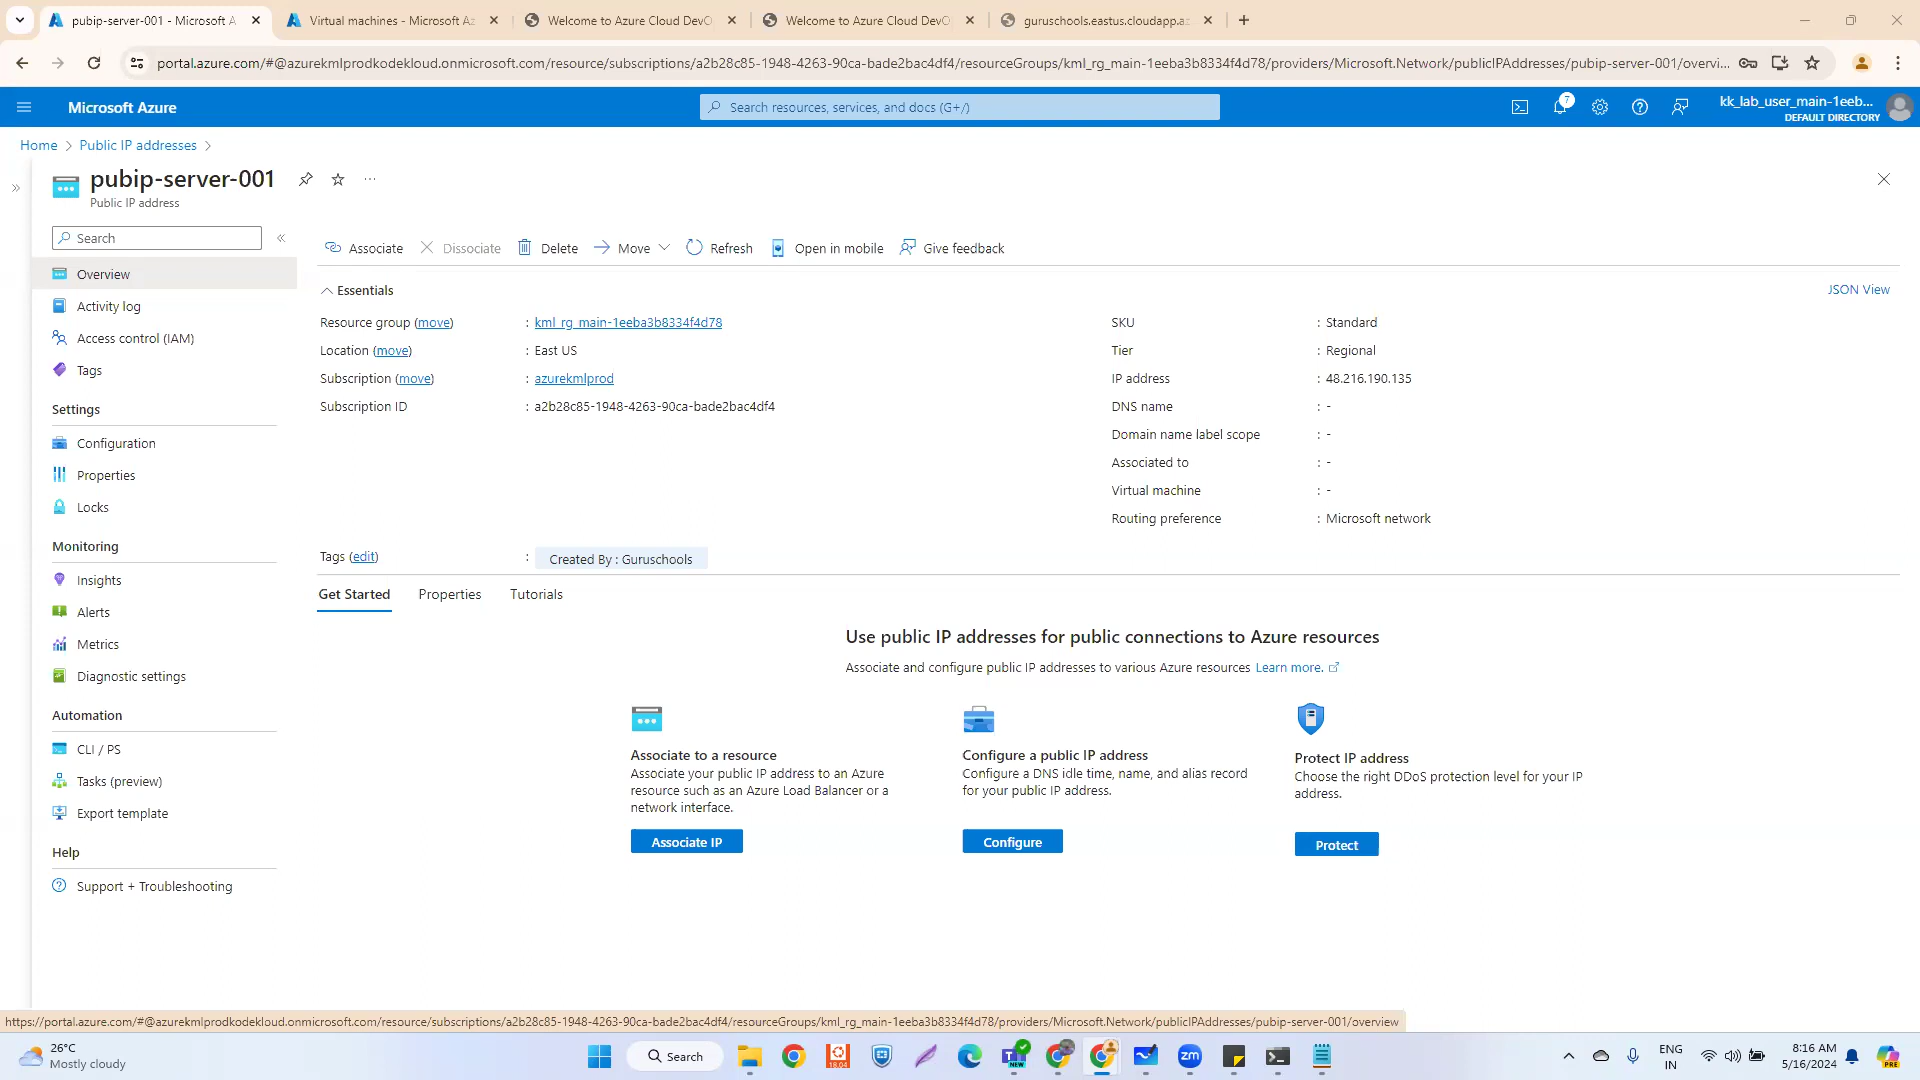 pubip-server-001 - Microsoft A
Virtual machines - Microsoft Az
Welcome to Azure Cloud DevO
Welcome to Azure Cloud DevO
guruschools.eastus.cloudapp.az
portal.azure.com/#@azurekmlprodkodekloud.onmicrosoft.com/resource/subscriptions/a2b28c85-1948-4263-90ca-bade2bac4df4/resourceGroups/kml_rg_main-1eeba3b8334f4d78/providers/Microsoft.Network/publicIPAddresses/pubip-server-001/overvi...
Microsoft Azure
Search resources, services, and docs (G+/)
7
kk_lab_user_main-1eeb...
DEFAULT DIRECTORY
Home > Public IP addresses >
pubip-server-001
Public IP address
Search
Overview
Activity log
Access control (IAM)
Tags
Settings
Configuration
Properties
Locks
Monitoring
Insights
Alerts
Metrics
Diagnostic settings
Automation
CLI / PS
Tasks (preview)
Export template
Help
Support + Troubleshooting
Associate
Dissociate
Delete
Move
Refresh
Open in mobile
Give feedback
Essentials
JSON View
Resource group (move) : kml_rg_main-1eeba3b8334f4d78
Location (move) : East US
Subscription (move) : azurekmlprod
Subscription ID : a2b28c85-1948-4263-90ca-bade2bac4df4
SKU : Standard
Tier : Regional
IP address : 48.216.190.135
DNS name : -
Domain name label scope : -
Associated to : -
Virtual machine : -
Routing preference : Microsoft network
Tags (edit) : Created By : Guruschools
Get Started
Properties
Tutorials
Use public IP addresses for public connections to Azure resources
Associate and configure public IP addresses to various Azure resources Learn more.
Associate to a resource
Associate your public IP address to an Azure
resource such as an Azure Load Balancer or a
network interface.
Associate IP
Configure a public IP address
Configure a DNS idle time, name, and alias record
for your public IP address.
Configure
Protect IP address
Choose the right DDoS protection level for your IP
address.
Protect
https://portal.azure.com/#@azurekmlprodkodekloud.onmicrosoft.com/resource/subscriptions/a2b28c85-1948-4263-90ca-bade2bac4df4/resourceGroups/kml_rg_main-1eeba3b8334f4d78/providers/Microsoft.Network/publicIPAddresses/pubip-server-001/overview
26°C
Mostly cloudy
Search
18.04
NEW
zm
ENG
IN
8:16 AM
5/16/2024
PRE